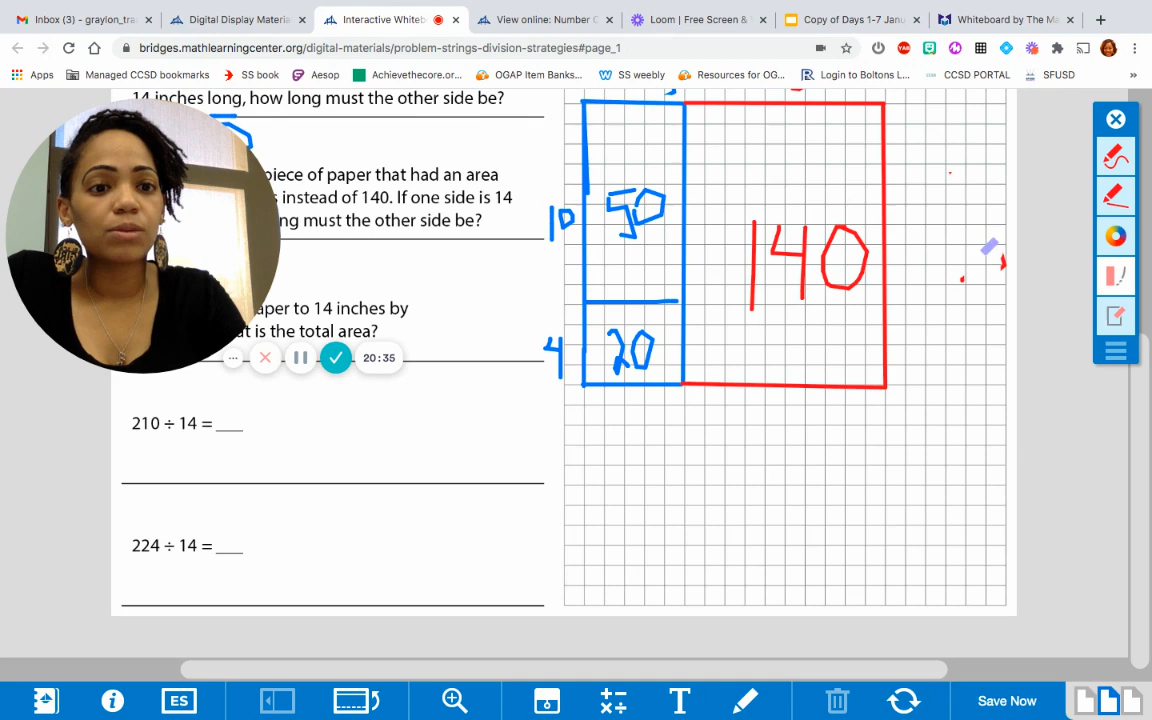 Inbox (3) - graylon_tra
Digital Display Materia
Interactive Whiteb
View online: Number C
Loom | Free Screen & 
Copy of Days 1-7 Janu
Whiteboard by The Ma
bridges.mathlearningcenter.org/digital-materials/problem-strings-division-strategies#page_1
Apps
Managed CCSD bookmarks
SS book
Aesop
Achievethecore.or...
OGAP Item Banks...
SS weekly
Resources for OG...
Login to Boltons L...
CCSD PORTAL
SFUSD
»
14 inches long, how long must the other side be?
piece of paper that had an area
s instead of 140. If one side is 14
ng must the other side be?
aper to 14 inches by
at is the total area?
20:35
210 ÷ 14 = ___
224 ÷ 14 = ___
10
50
140
4
20
ES
T
Save Now